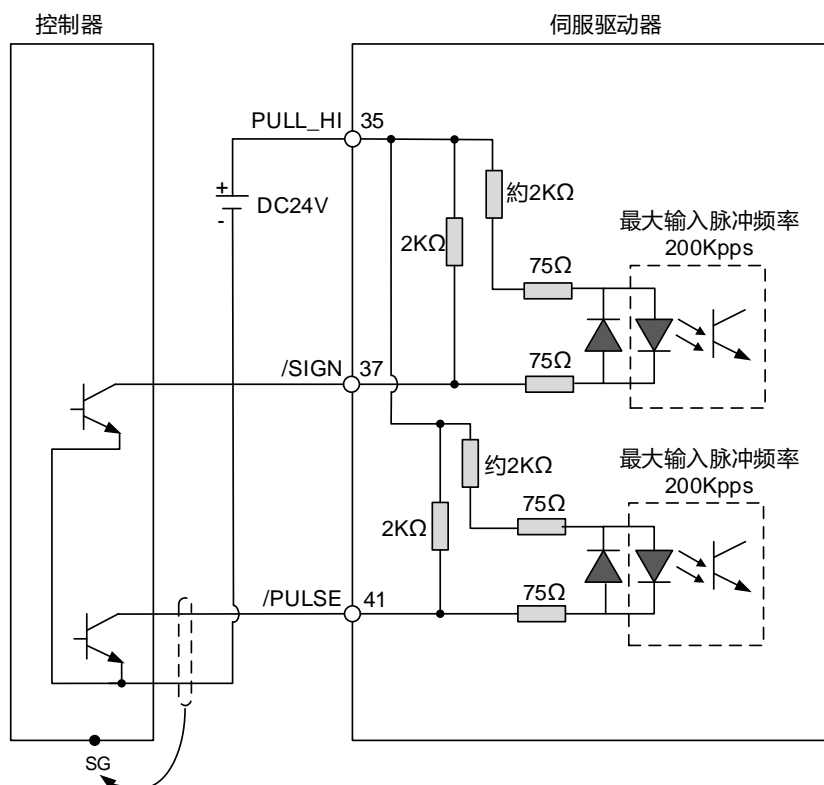 控制器
伺服驱动器
PULL_HI
35
+
-
DC24V
約2KΩ
2KΩ
75Ω
最大输入脉冲频率
200Kpps
75Ω
/SIGN
37
约2KΩ
2KΩ
75Ω
最大输入脉冲频率
200Kpps
75Ω
/PULSE
41
SG